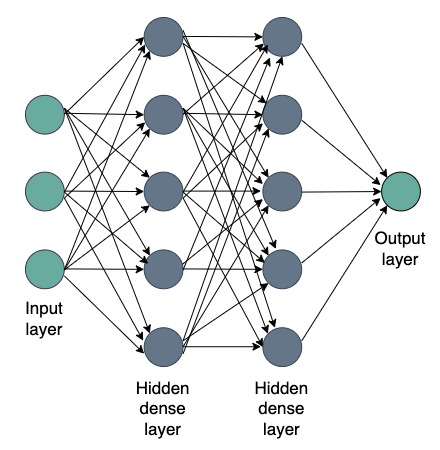 Input
layer
Hidden
dense
layer
Hidden
dense
layer
Output
layer